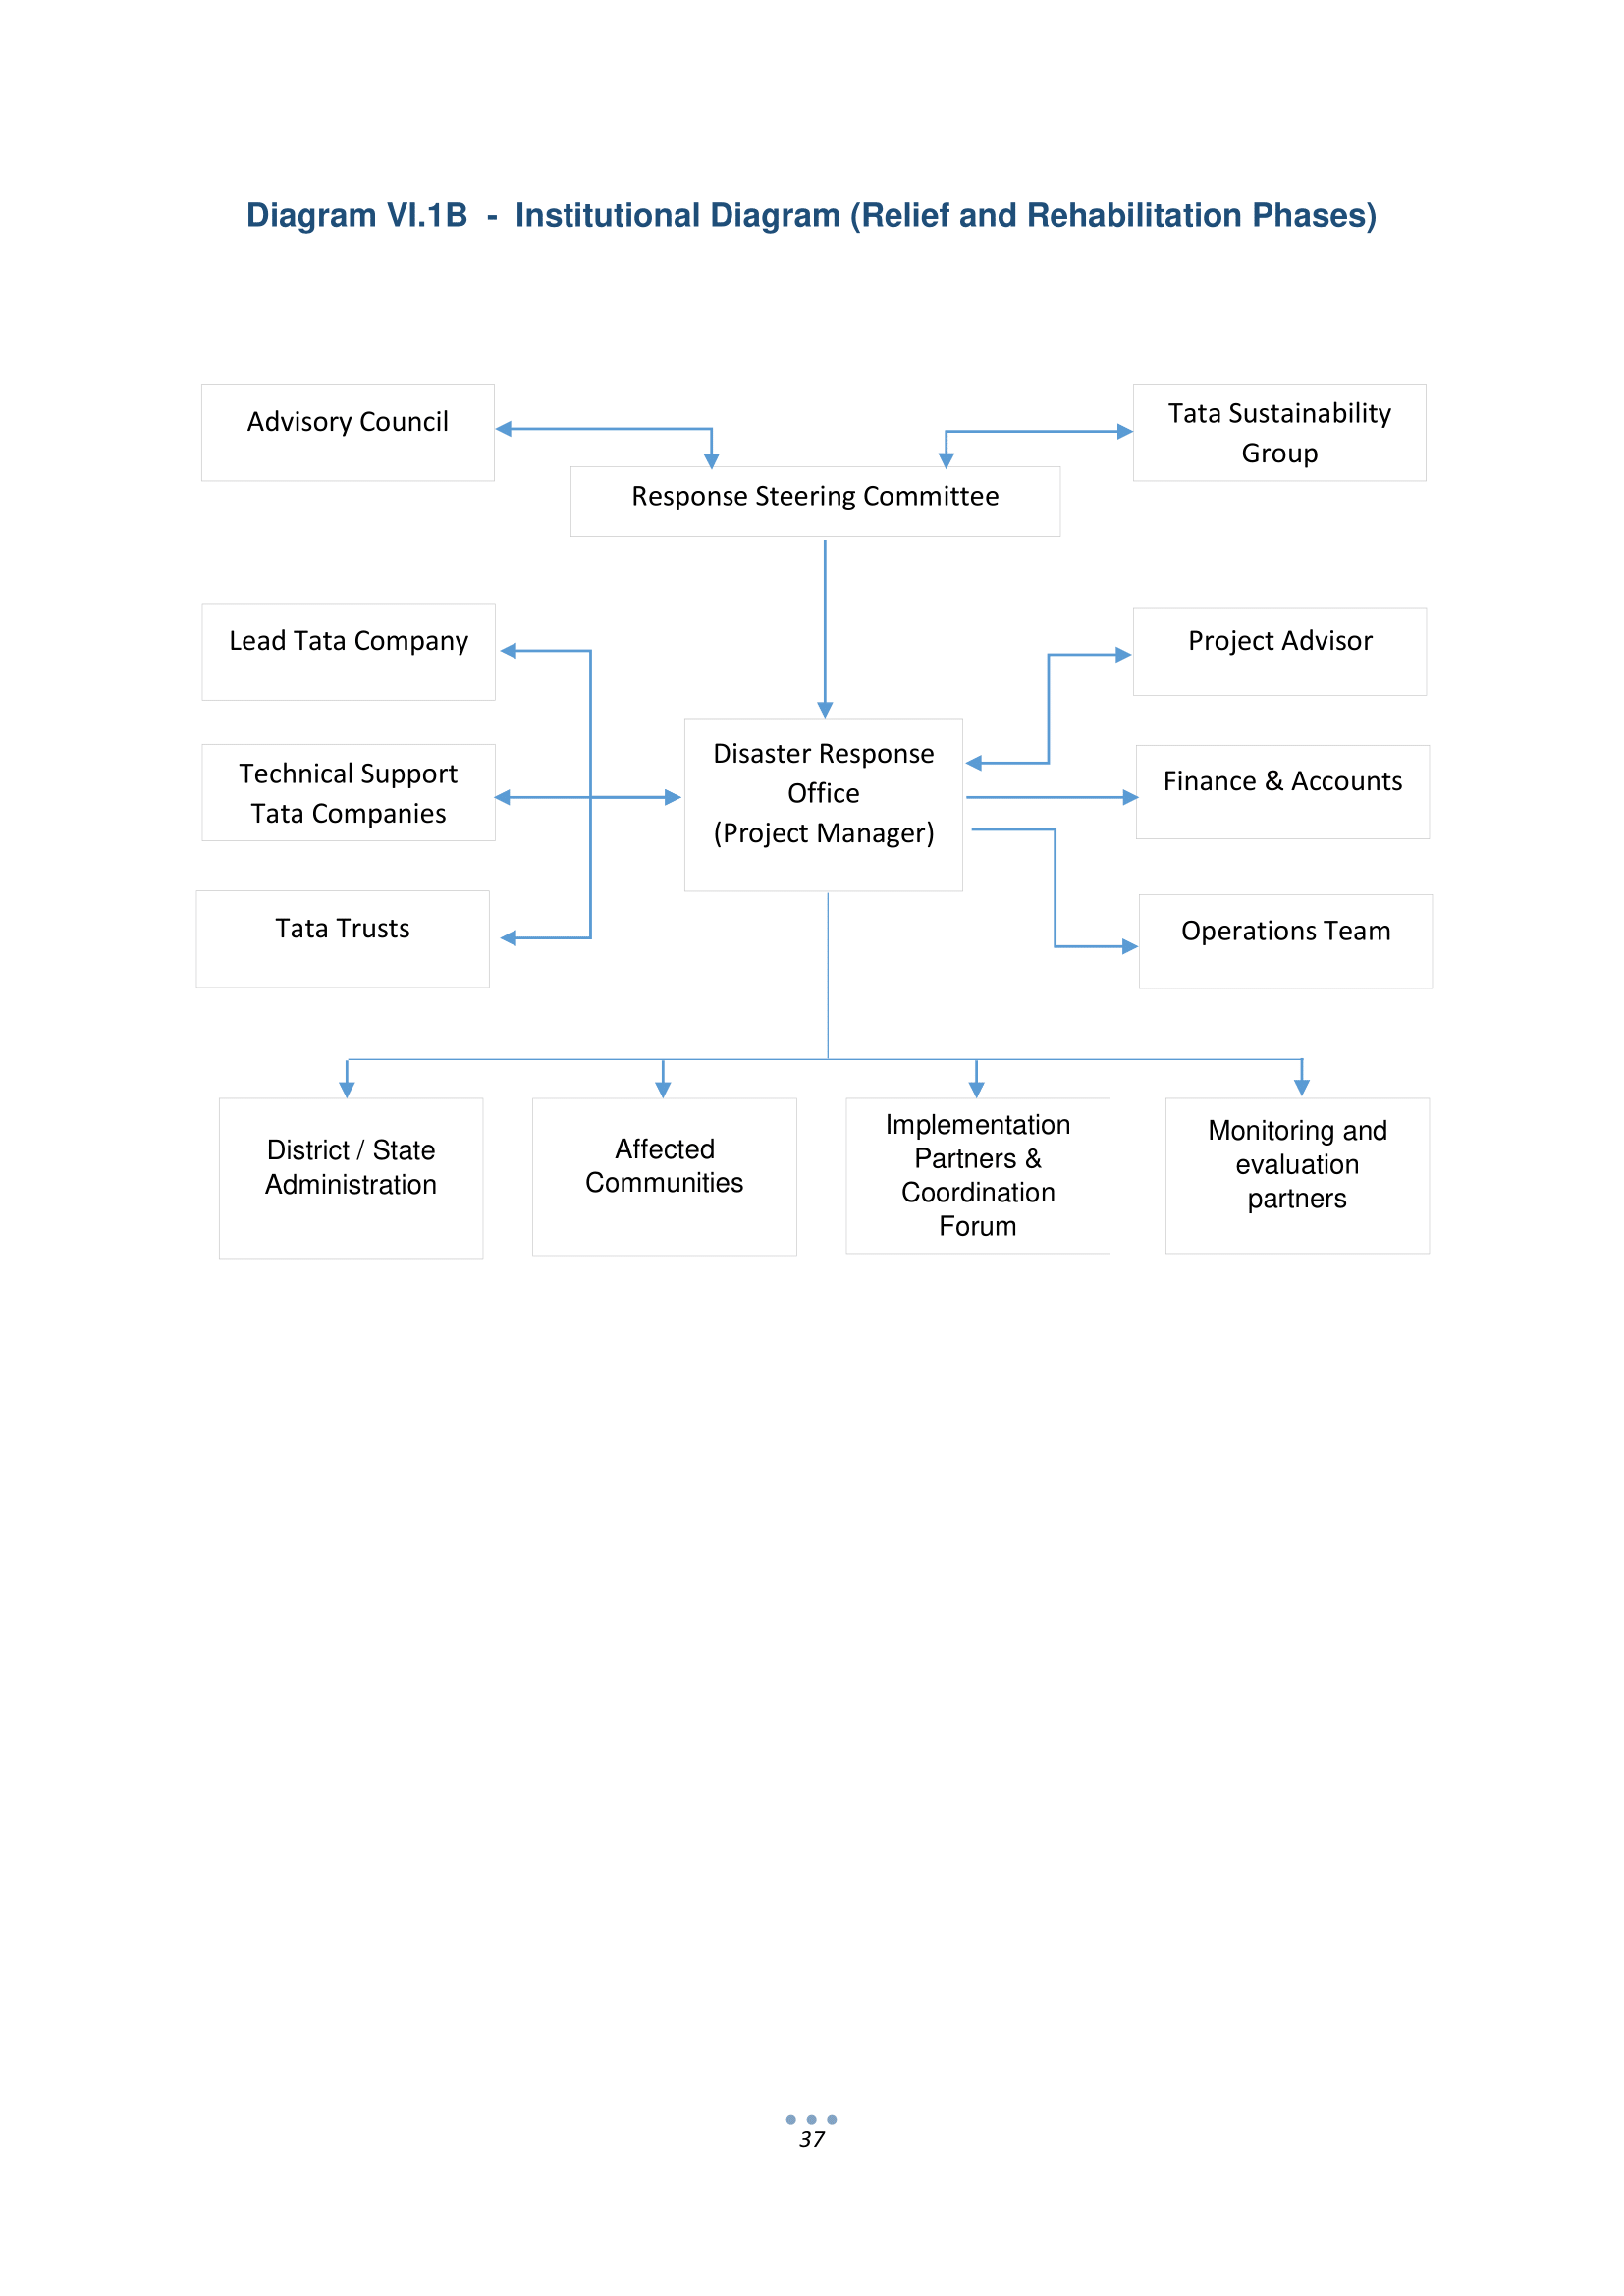 Diagram VI.1B - Institutional Diagram (Relief and Rehabilitation Phases)
Advisory Council
Tata Sustainability
Group
Response Steering Committee
Lead Tata Company
Project Advisor
Technical Support
Tata Companies
Disaster Response
Office
(Project Manager)
Finance & Accounts
Tata Trusts
Operations Team
District / State
Administration
Affected
Communities
Implementation
Partners &
Coordination
Forum
Monitoring and
evaluation
partners
37